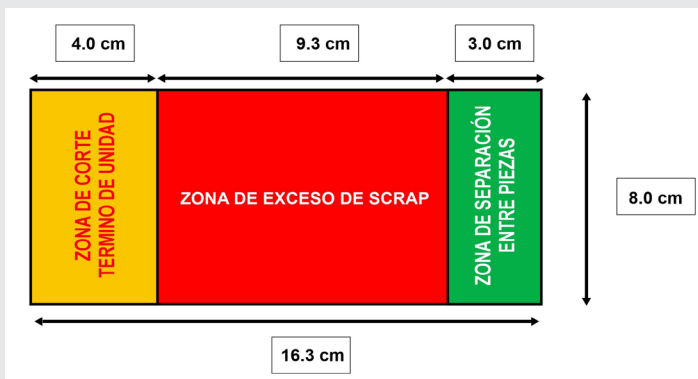 4.0 cm
9.3 cm
3.0 cm
ZONA DE CORTE
TERMINO DE UNIDAD
ZONA DE EXCESO DE SCRAP
ZONA DE SEPARACIÓN
ENTRE PIEZAS
8.0 cm
16.3 cm